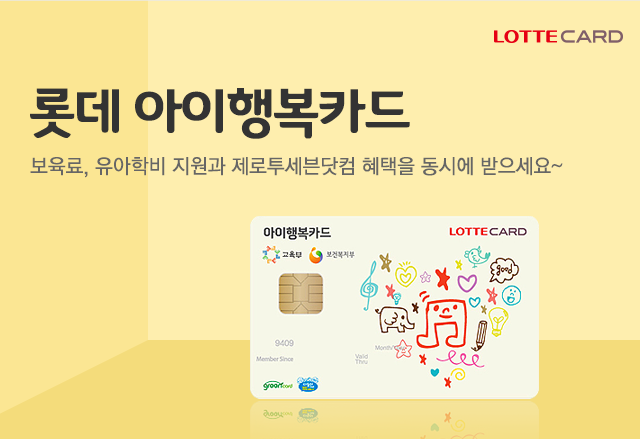 LOTTE CARD
롯데 아이행복카드
보육료, 유아학비 지원과 제로투세븐닷컴 혜택을 동시에 받으세요~
아이행복카드
LOTTE CARD
교육부 보건복지부
good
9409
Month/
Member Since
Valid
Thru
green card